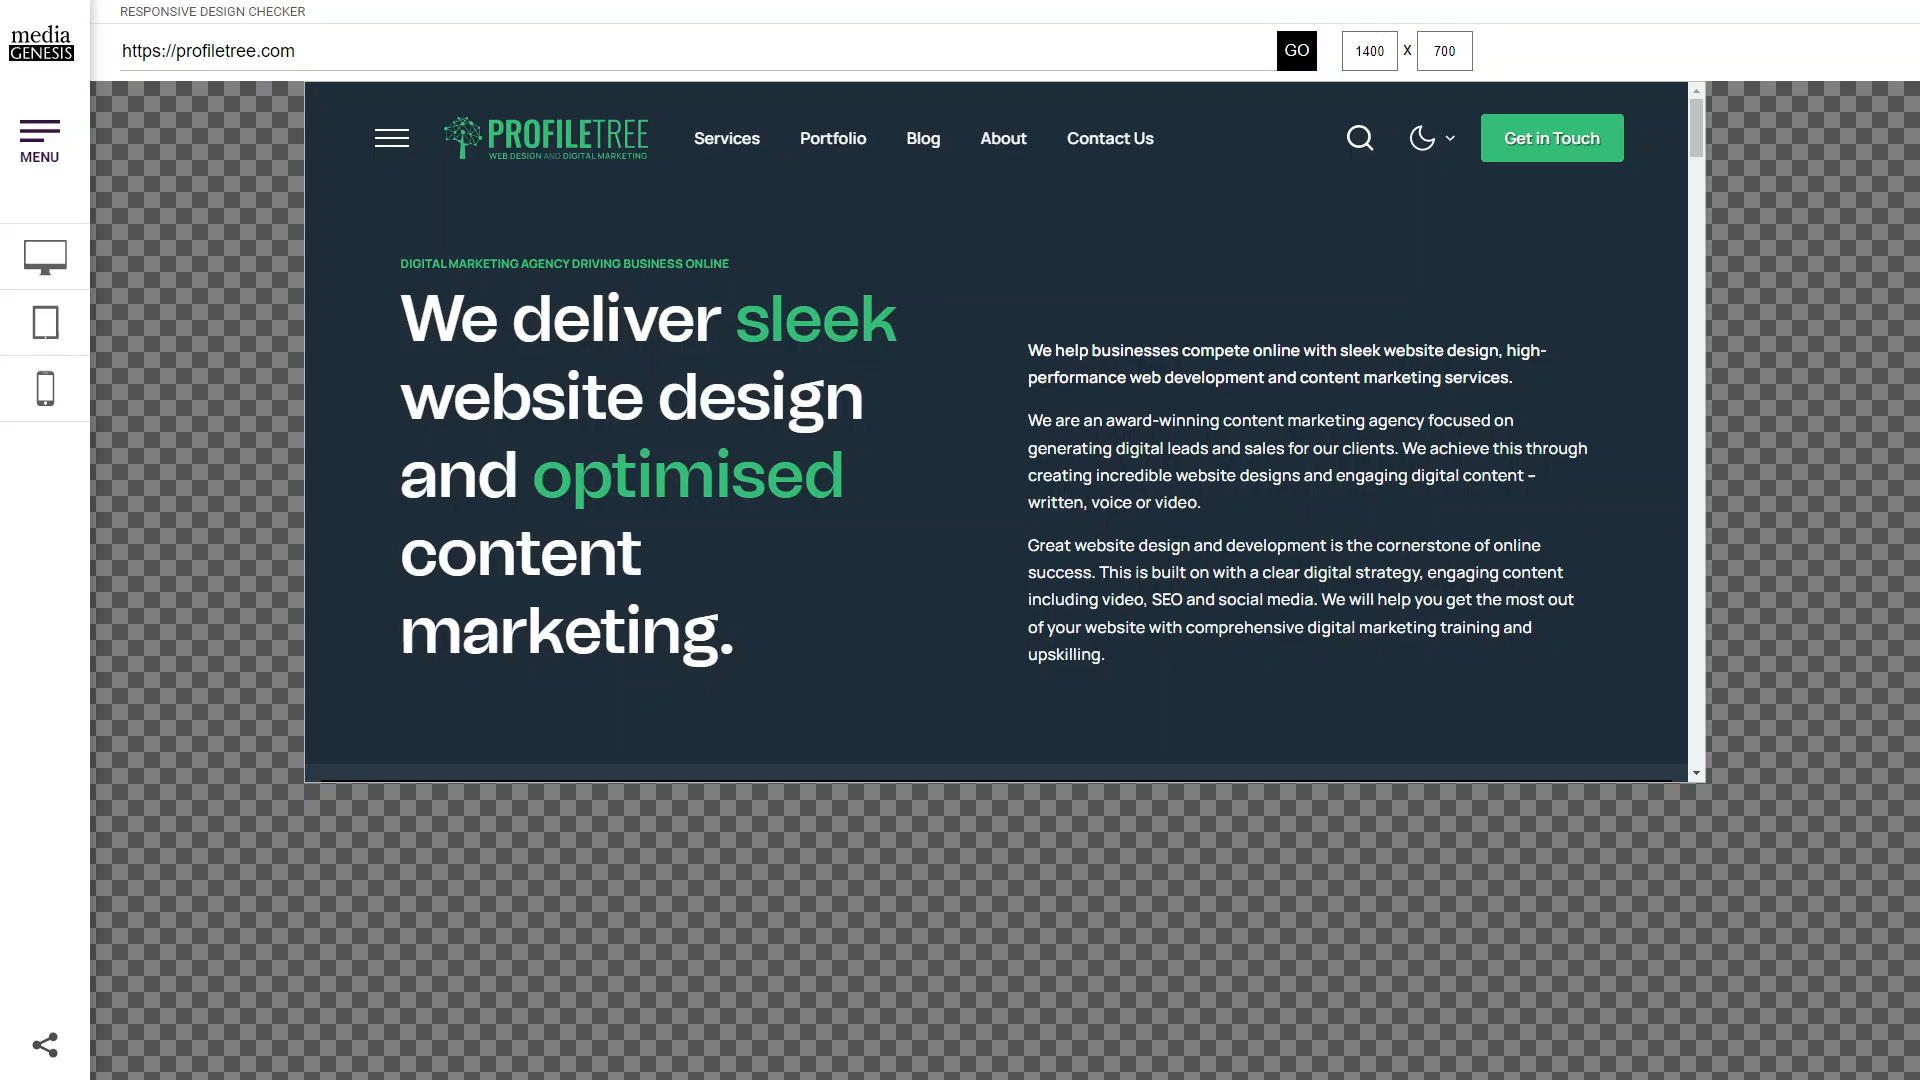 RESPONSIVE DESIGN CHECKER
media
GENESIS
https://profiletree.com
GO
1400 X 700
MENU
PROFILETREE
WEB DESIGN AND DIGITAL MARKETING
Services
Portfolio
Blog
About
Contact Us
Get in Touch
DIGITAL MARKETING AGENCY DRIVING BUSINESS ONLINE
We deliver sleek
website design
and optimised
content
marketing.
We help businesses compete online with sleek website design, high-
performance web development and content marketing services.
We are an award-winning content marketing agency focused on
generating digital leads and sales for our clients. We achieve this through
creating incredible website designs and engaging digital content –
written, voice or video.
Great website design and development is the cornerstone of online
success. This is built on with a clear digital strategy, engaging content
including video, SEO and social media. We will help you get the most out
of your website with comprehensive digital marketing training and
upskilling.